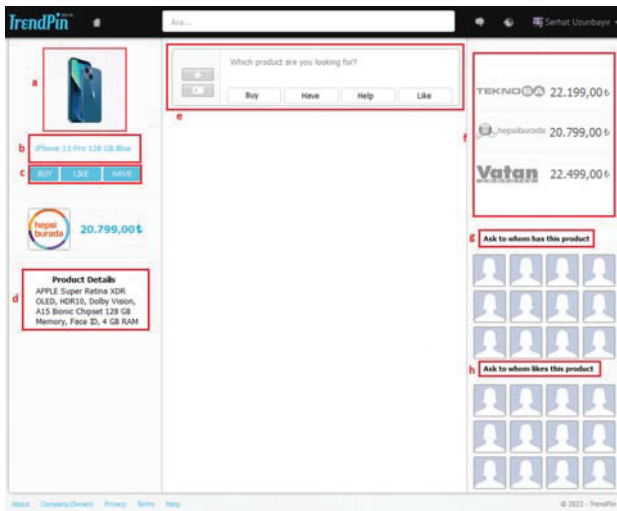 TrendPin BETA
Ara...
Serhat Uzunbayır
a
b
iPhone 13 Pro 128 GB Blue
c
BUY LIKE HAVE
hepsi
burada
20.799,00₺
d
Product Details
APPLE Super Retina XDR
OLED, HDR10, Dolby Vision,
A15 Bionic Chipset 128 GB
Memory, Face ID, 4 GB RAM
Which product are you looking for?
Buy Have Help Like
e
f
TEKNOSA 22.199,00₺
hepsiburada 20.799,00₺
Vatan 22.499,00₺
COMPUTER
g
Ask to whom has this product
h
Ask to whom likes this product
About Company Owners Privacy Terms Help
© 2021 - TrendPin